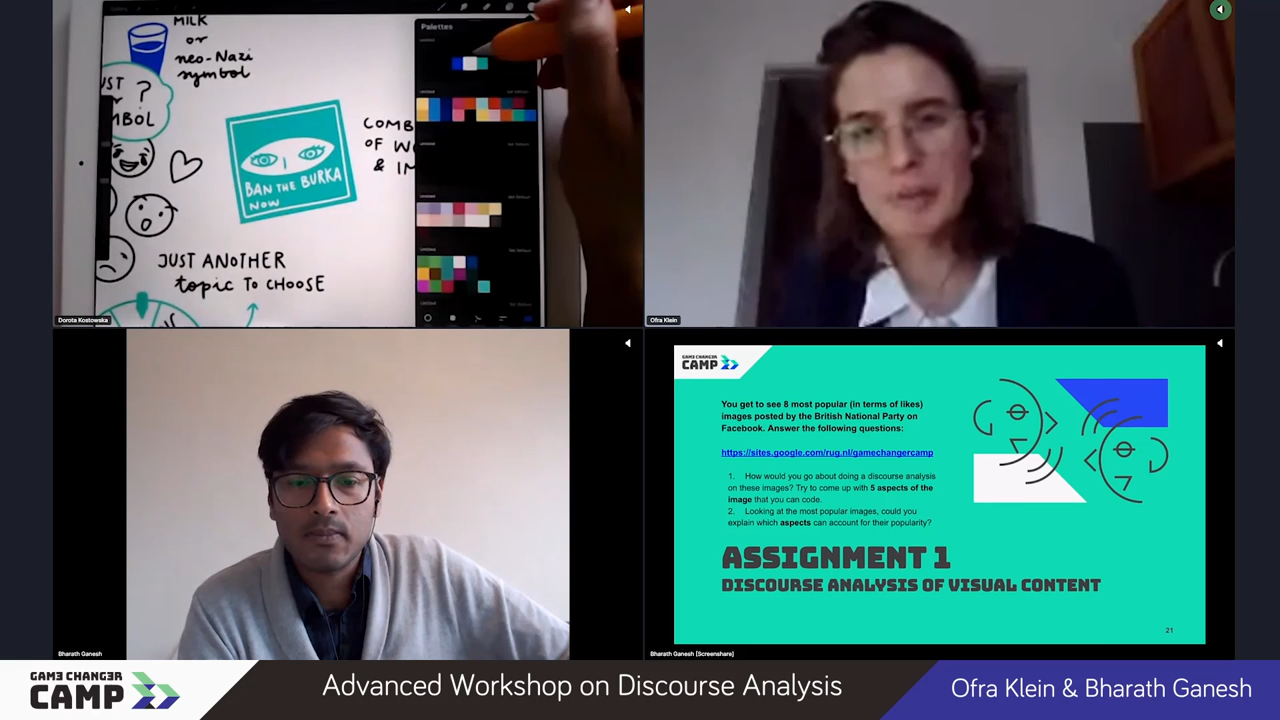 MILK
or
neo-Nazi
symbol
UST ?
MBOL
BAN THE BURKA
NOW
COMB
OF W
& IM
JUST ANOTHER
topic TO CHOOSE
Palettes
Dorota Kostowska
Ofra Klein
Bharath Ganesh
GAME CHANGER
CAMP
You get to see 8 most popular (in terms of likes)
images posted by the British National Party on
Facebook. Answer the following questions:
https://sites.google.com/rug.nl/gamechangercamp
1. How would you go about doing a discourse analysis
on these images? Try to come up with 5 aspects of the
image that you can code.
2. Looking at the most popular images, could you
explain which aspects can account for their popularity?
ASSIGNMENT 1
DISCOURSE ANALYSIS OF VISUAL CONTENT
21
Bharath Ganesh [Screenshare]
GAME CHANGER
CAMP
Advanced Workshop on Discourse Analysis
Ofra Klein & Bharath Ganesh